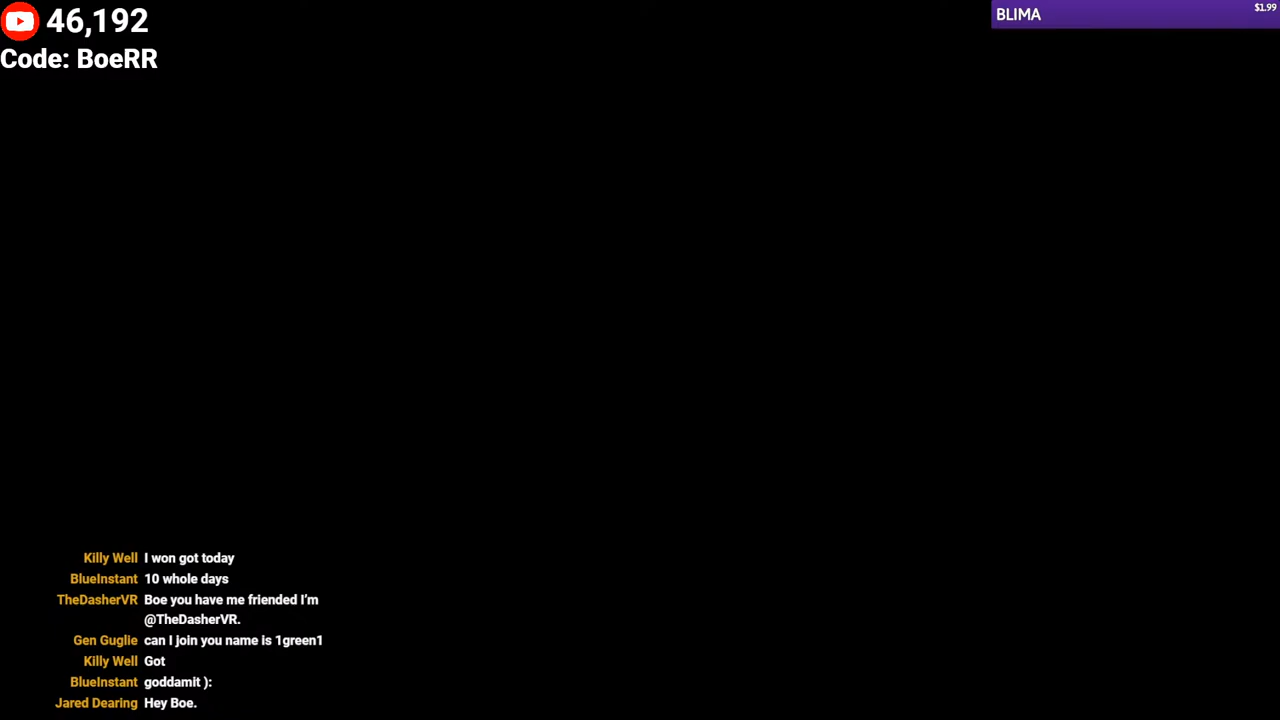 46,192
Code: BoeRR
BLIMA
$1.99
Killy Well I won got today
BlueInstant 10 whole days
TheDasherVR Boe you have me friended I'm
@TheDasherVR.
Gen Guglie can I join you name is 1green1
Killy Well Got
BlueInstant goddamit ):
Jared Dearing Hey Boe.